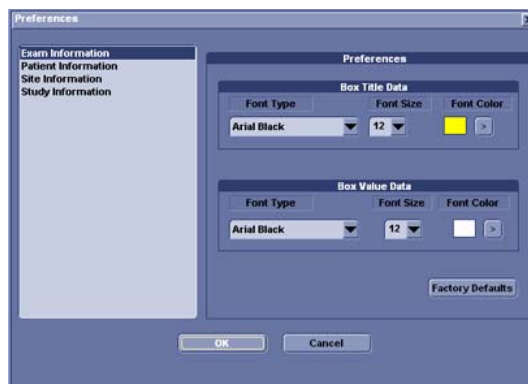 Preferences
Exam Information
Patient Information
Site Information
Study Information
Preferences
Box Title Data
Font Type Font Size Font Color
Arial Black 12 >
Box Value Data
Font Type Font Size Font Color
Arial Black 12 >
Factory Defaults
OK Cancel